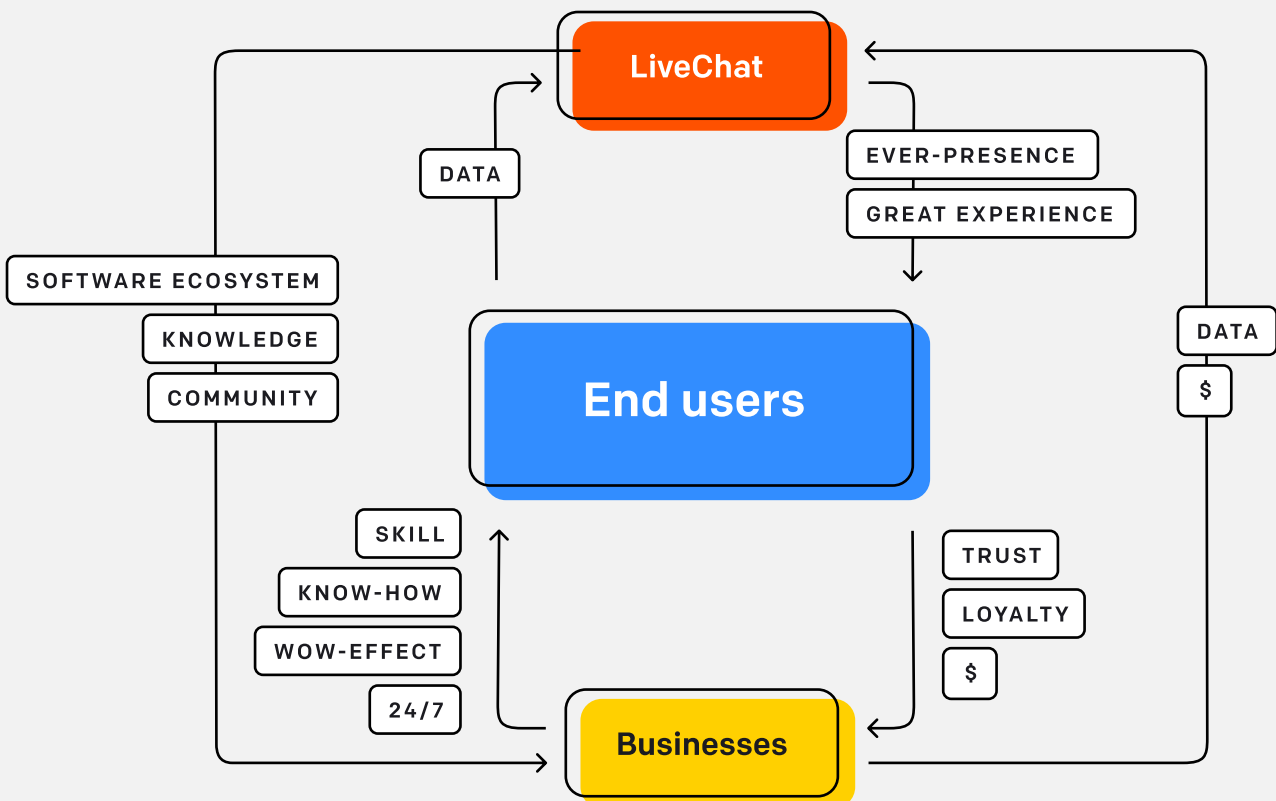 LiveChat
EVER-PRESENCE
DATA
GREAT EXPERIENCE
SOFTWARE ECOSYSTEM
KNOWLEDGE
COMMUNITY
DATA
$
End users
SKILL
KNOW-HOW
WOW-EFFECT
24/7
TRUST
LOYALTY
$
Businesses